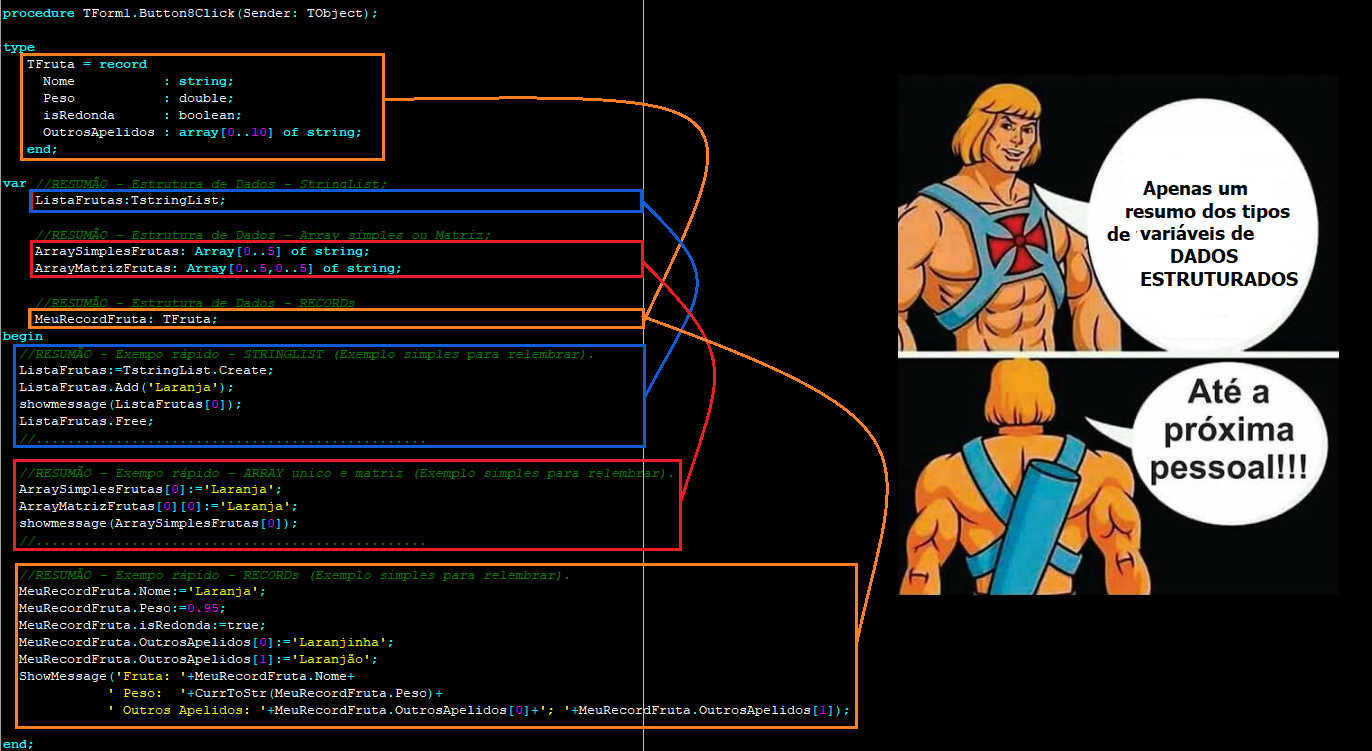 procedure TForm1.Button8Click(Sender: TObject);
type
TFruta = record
Nome : string;
Peso : double;
isRedonda : boolean;
OutrosApelidos : array[0..10] of string;
end;
var //RESUMÃO - Estrutura de Dados - StringList;
ListaFrutas:TstringList;
//RESUMÃO - Estrutura de Dados - Array simples ou Matriz;
ArraySimplesFrutas: Array[0..5] of string;
ArrayMatrizFrutas: Array[0..5,0..5] of string;
//RESUMÃO - Estrutura de Dados - RECORDs
MeuRecordFruta: TFruta;
begin
//RESUMÃO - Exempo rápido - STRINGLIST (Exemplo simples para relembrar).
ListaFrutas:=TstringList.Create;
ListaFrutas.Add('Laranja');
showmessage(ListaFrutas[0]);
ListaFrutas.Free;
//.................................................
//RESUMÃO - Exempo rápido - ARRAY unico e matriz (Exemplo simples para relembrar).
ArraySimplesFrutas[0]:='Laranja';
ArrayMatrizFrutas[0][0]:='Laranja';
showmessage(ArraySimplesFrutas[0]);
//.................................................
//RESUMÃO - Exempo rápido - RECORDs (Exemplo simples para relembrar).
MeuRecordFruta.Nome:='Laranja';
MeuRecordFruta.Peso:=0.95;
MeuRecordFruta.isRedonda:=true;
MeuRecordFruta.OutrosApelidos[0]:='Laranjinha';
MeuRecordFruta.OutrosApelidos[1]:='Laranjão';
ShowMessage('Fruta: '+MeuRecordFruta.Nome+
' Peso:  '+CurrToStr(MeuRecordFruta.Peso)+
' Outros Apelidos: '+MeuRecordFruta.OutrosApelidos[0]+'; '+MeuRecordFruta.OutrosApelidos[1]);
end;
Apenas um
resumo dos tipos
de variáveis de
DADOS
ESTRUTURADOS
Até a
próxima
pessoal!!!